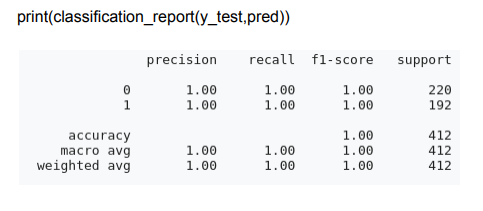 print(classification_report(y_test,pred))
precision recall f1-score support
0 1.00 1.00 1.00 220
1 1.00 1.00 1.00 192
accuracy 1.00 412
macro avg 1.00 1.00 1.00 412
weighted avg 1.00 1.00 1.00 412